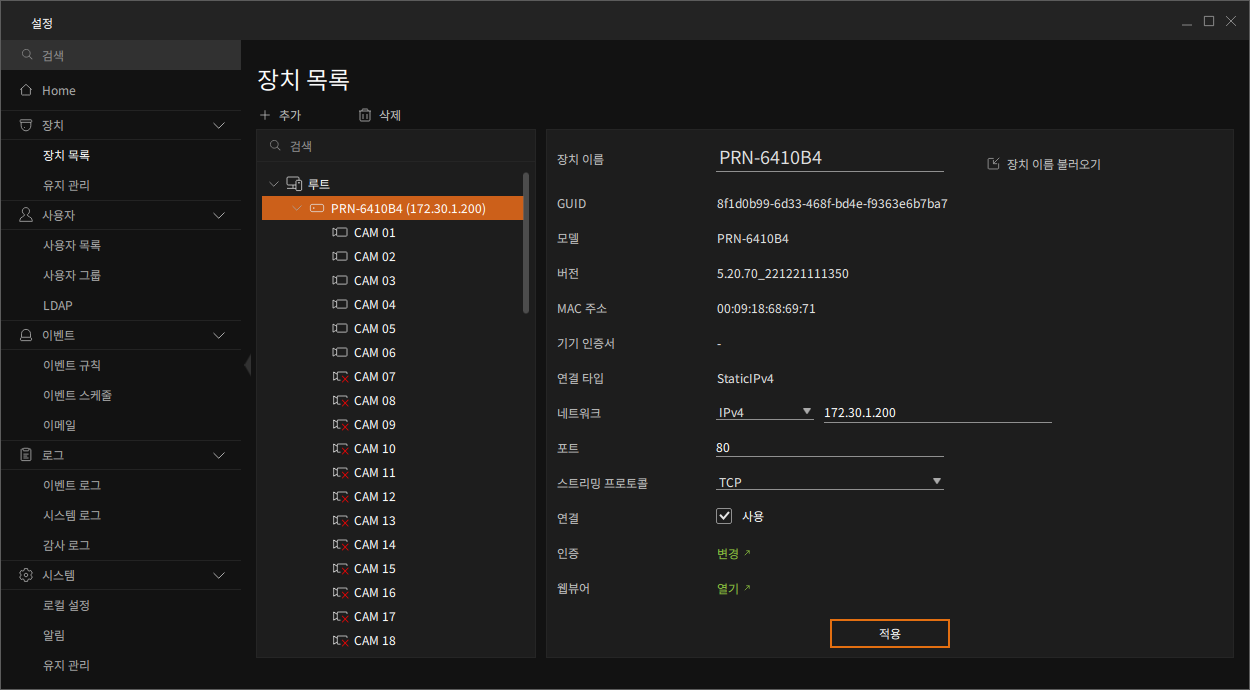 설정
검색
Home
장치
장치 목록
유지 관리
사용자
사용자 목록
사용자 그룹
LDAP
이벤트
이벤트 규칙
이벤트 스케줄
이메일
로그
이벤트 로그
시스템 로그
감사 로그
시스템
로컬 설정
알림
유지 관리
장치 목록
추가 삭제
검색
루트
PRN-6410B4 (172.30.1.200)
CAM 01
CAM 02
CAM 03
CAM 04
CAM 05
CAM 06
CAM 07
CAM 08
CAM 09
CAM 10
CAM 11
CAM 12
CAM 13
CAM 14
CAM 15
CAM 16
CAM 17
CAM 18
장치 이름 PRN-6410B4 장치 이름 불러오기
GUID 8f1d0b99-6d33-468f-bd4e-f9363e6b7ba7
모델 PRN-6410B4
버전 5.20.70_221221111350
MAC 주소 00:09:18:68:69:71
기기 인증서 -
연결 타입 StaticIPv4
네트워크 IPv4 172.30.1.200
포트 80
스트리밍 프로토콜 TCP
연결 사용
인증 변경
웹뷰어 열기
적용